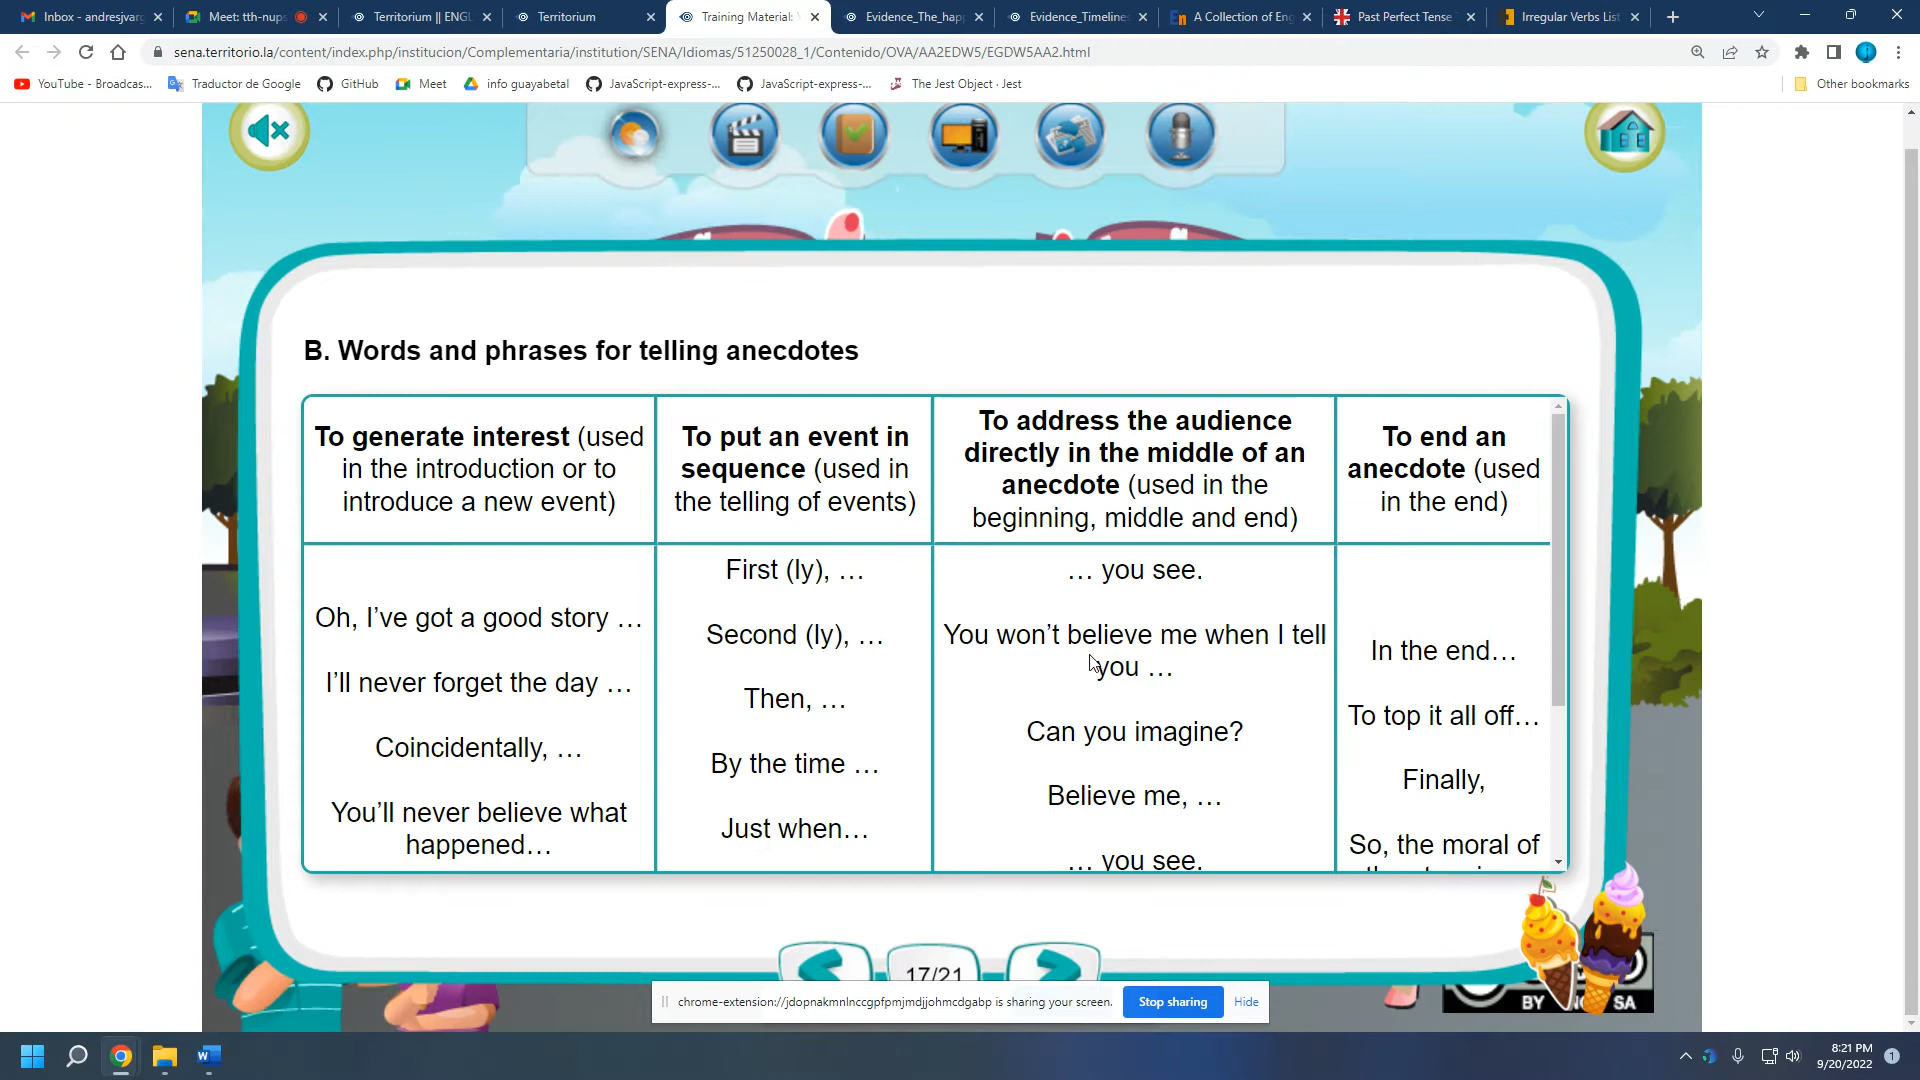 Inbox - andresjvarg
Meet: tth-nups
Territorium || ENGL
Territorium
Training Material:
Evidence_The_hap
Evidence_Timeline
A Collection of Eng
Past Perfect Tense
Irregular Verbs List
sena.territorio.la/content/index.php/institucion/Complementaria/institution/SENA/Idiomas/51250028_1/Contenido/OVA/AA2EDW5/EGDW5AA2.html
YouTube - Broadcas...
Traductor de Google
GitHub
Meet
info guayabetal
JavaScript-express-...
JavaScript-express-...
The Jest Object · Jest
Other bookmarks
B. Words and phrases for telling anecdotes
To generate interest (used
in the introduction or to
introduce a new event)
To put an event in
sequence (used in
the telling of events)
To address the audience
directly in the middle of an
anecdote (used in the
beginning, middle and end)
To end an
anecdote (used
in the end)
Oh, I've got a good story …
I'll never forget the day …
Coincidentally, …
You'll never believe what
happened…
First (ly), …
Second (ly), …
Then, …
By the time …
Just when…
… you see.
You won't believe me when I tell
you …
Can you imagine?
Believe me, …
… you see.
In the end…
To top it all off…
Finally,
So, the moral of
17/21
chrome-extension://jdopnakmnlnccgpfpmjmdjjohmcdgabp is sharing your screen.
Stop sharing
Hide
BY
SA
8:21 PM
9/20/2022
1